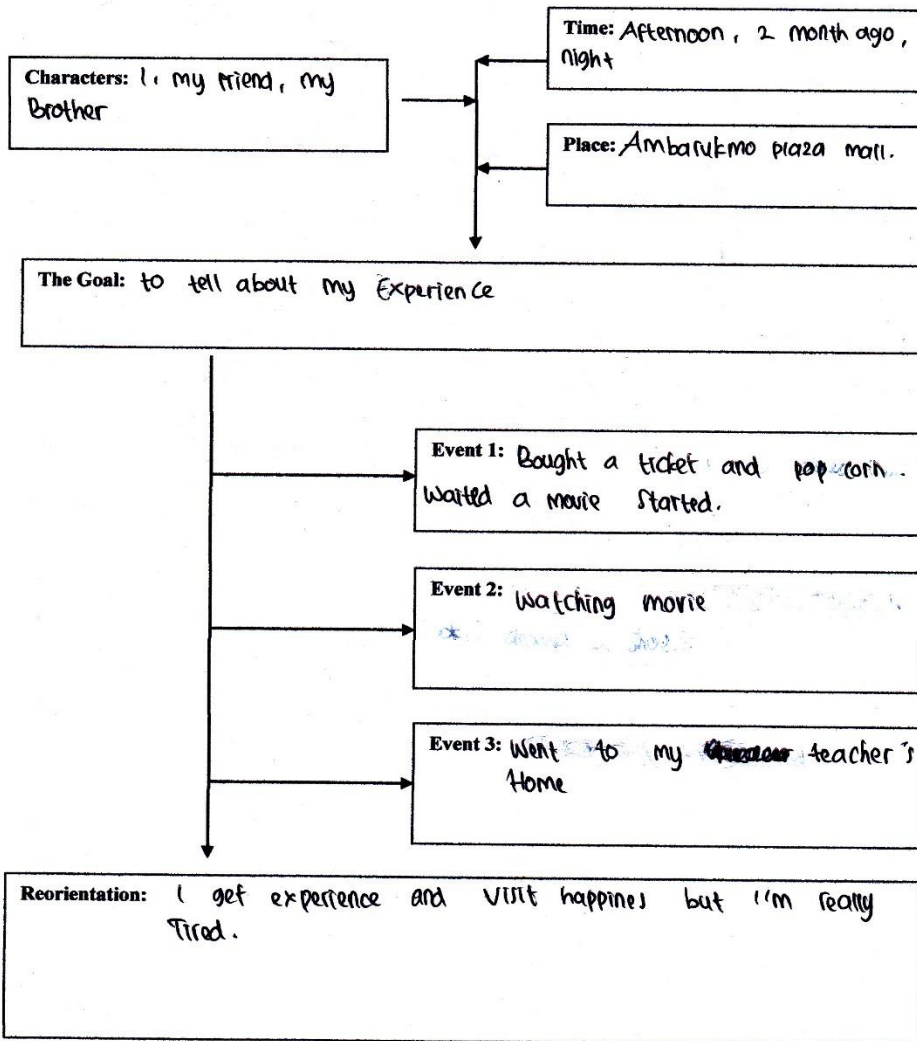 Time: Afternoon, 2 month ago,
night
Characters: I, my friend, my
Brother
Place: Ambarukmo plaza mall.
The Goal: to tell about my Experience
Event 1: Bought a ticket and pop corn.
Waited a movie started.
Event 2: Watching movie
Event 3: Went to my teacher's
Home
Reorientation: I get experience and visit happines but I'm really
Tired.